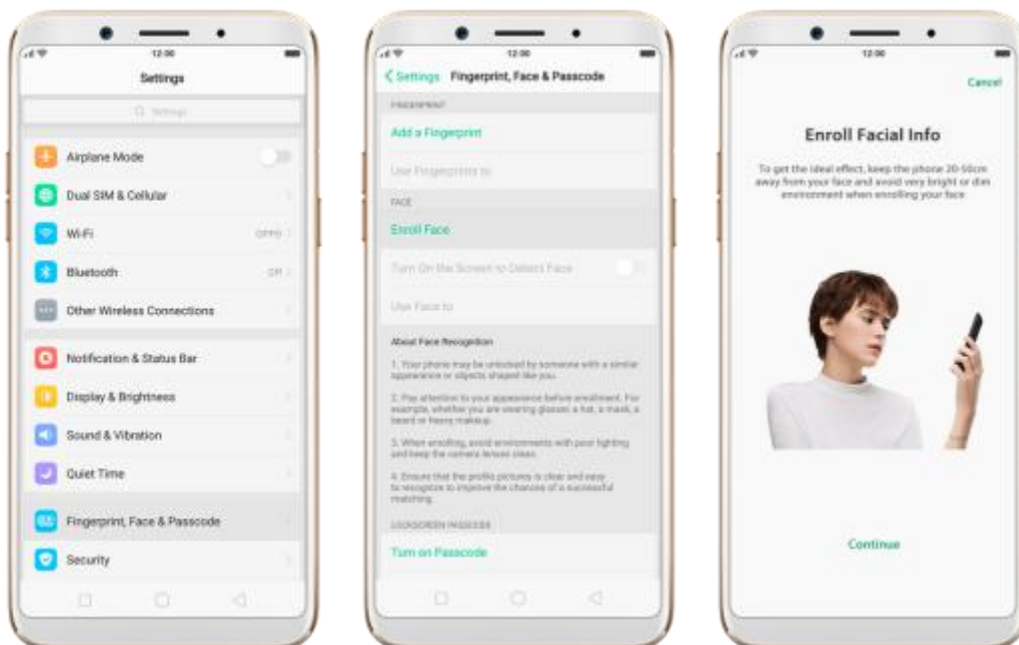 12:00
Settings
Settings
Airplane Mode
Dual SIM & Cellular
Wi-Fi
OPPO
Bluetooth
Off
Other Wireless Connections
Notification & Status Bar
Display & Brightness
Sound & Vibration
Quiet Time
Fingerprint, Face & Passcode
Security
12:00
Settings Fingerprint, Face & Passcode
FINGERPRINT
Add a Fingerprint
Use Fingerprints to
FACE
Enroll Face
Turn On the Screen to Detect Face
Use Face to
About Face Recognition
1. Your phone may be unlocked by someone with a similar
appearance or objects shaped like you.
2. Pay attention to your appearance before enrollment. For
example, whether you are wearing glasses a hat, a mask, a
beard or heavy makeup.
3. When enrolling, avoid environments with poor lighting
and keep the camera lenses clean.
4. Ensure that the profile pictures is clear and easy
to recognize to improve the chances of a successful
matching.
LOCKSCREEN PASSCODE
Turn on Passcode
12:00
Cancel
Enroll Facial Info
To get the ideal effect, keep the phone 20-50cm
away from your face and avoid very bright or dim
environment when enrolling your face
Continue